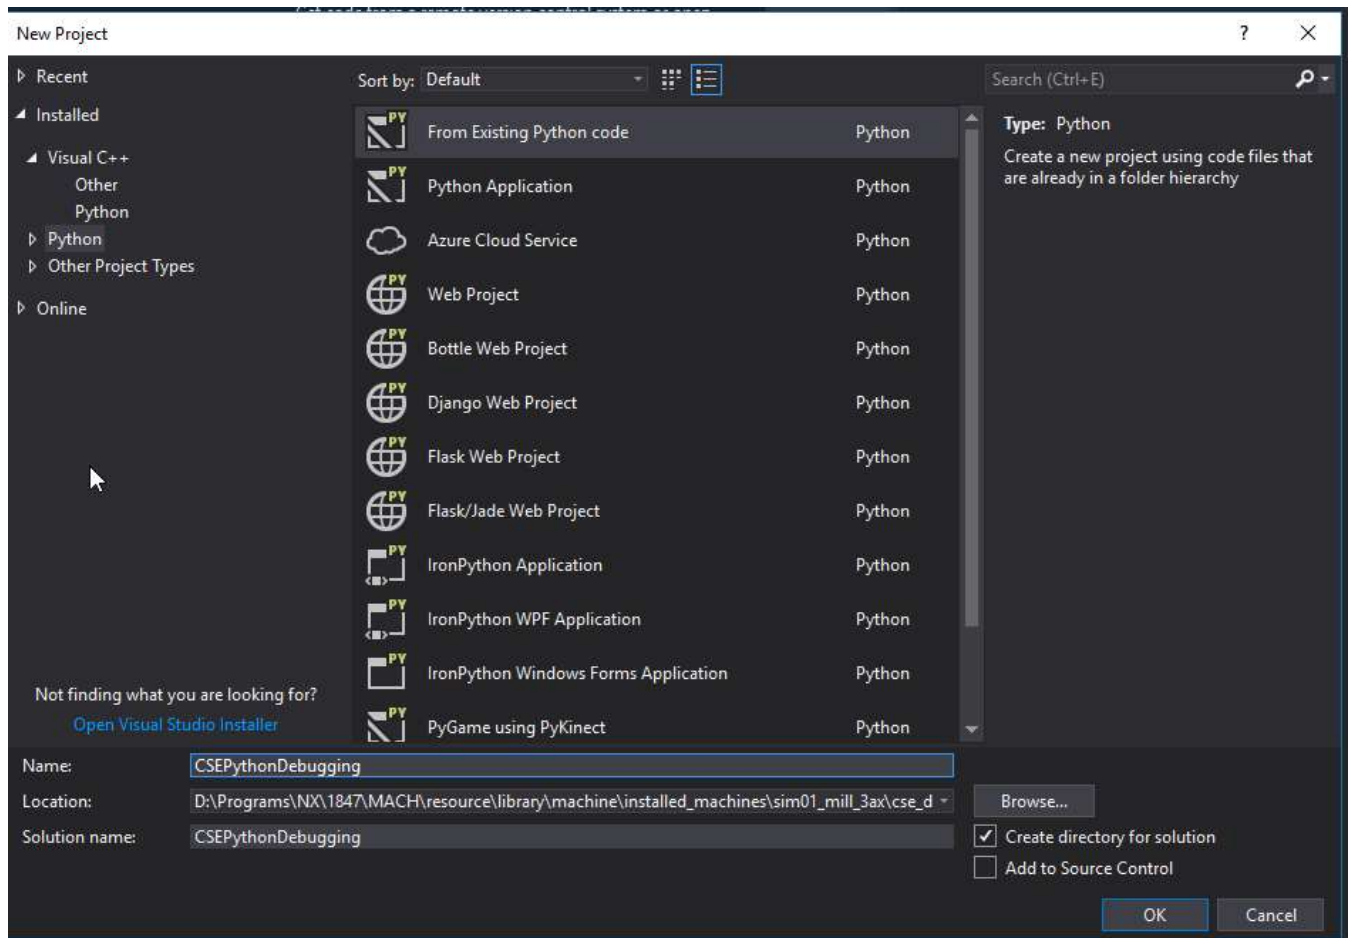 New Project
?
Recent
Installed
Visual C++
Other
Python
Python
Other Project Types
Online
Not finding what you are looking for?
Open Visual Studio Installer
Sort by: Default
From Existing Python code Python
Python Application Python
Azure Cloud Service Python
Web Project Python
Bottle Web Project Python
Django Web Project Python
Flask Web Project Python
Flask/Jade Web Project Python
IronPython Application Python
IronPython WPF Application Python
IronPython Windows Forms Application Python
PyGame using PyKinect Python
Search (Ctrl+E)
Type: Python
Create a new project using code files that
are already in a folder hierarchy
Name: CSEPythonDebugging
Location: D:\Programs\NX\1847\MACH\resource\library\machine\installed_machines\sim01_mill_3ax\cse_d
Browse...
Solution name: CSEPythonDebugging
Create directory for solution
Add to Source Control
OK
Cancel